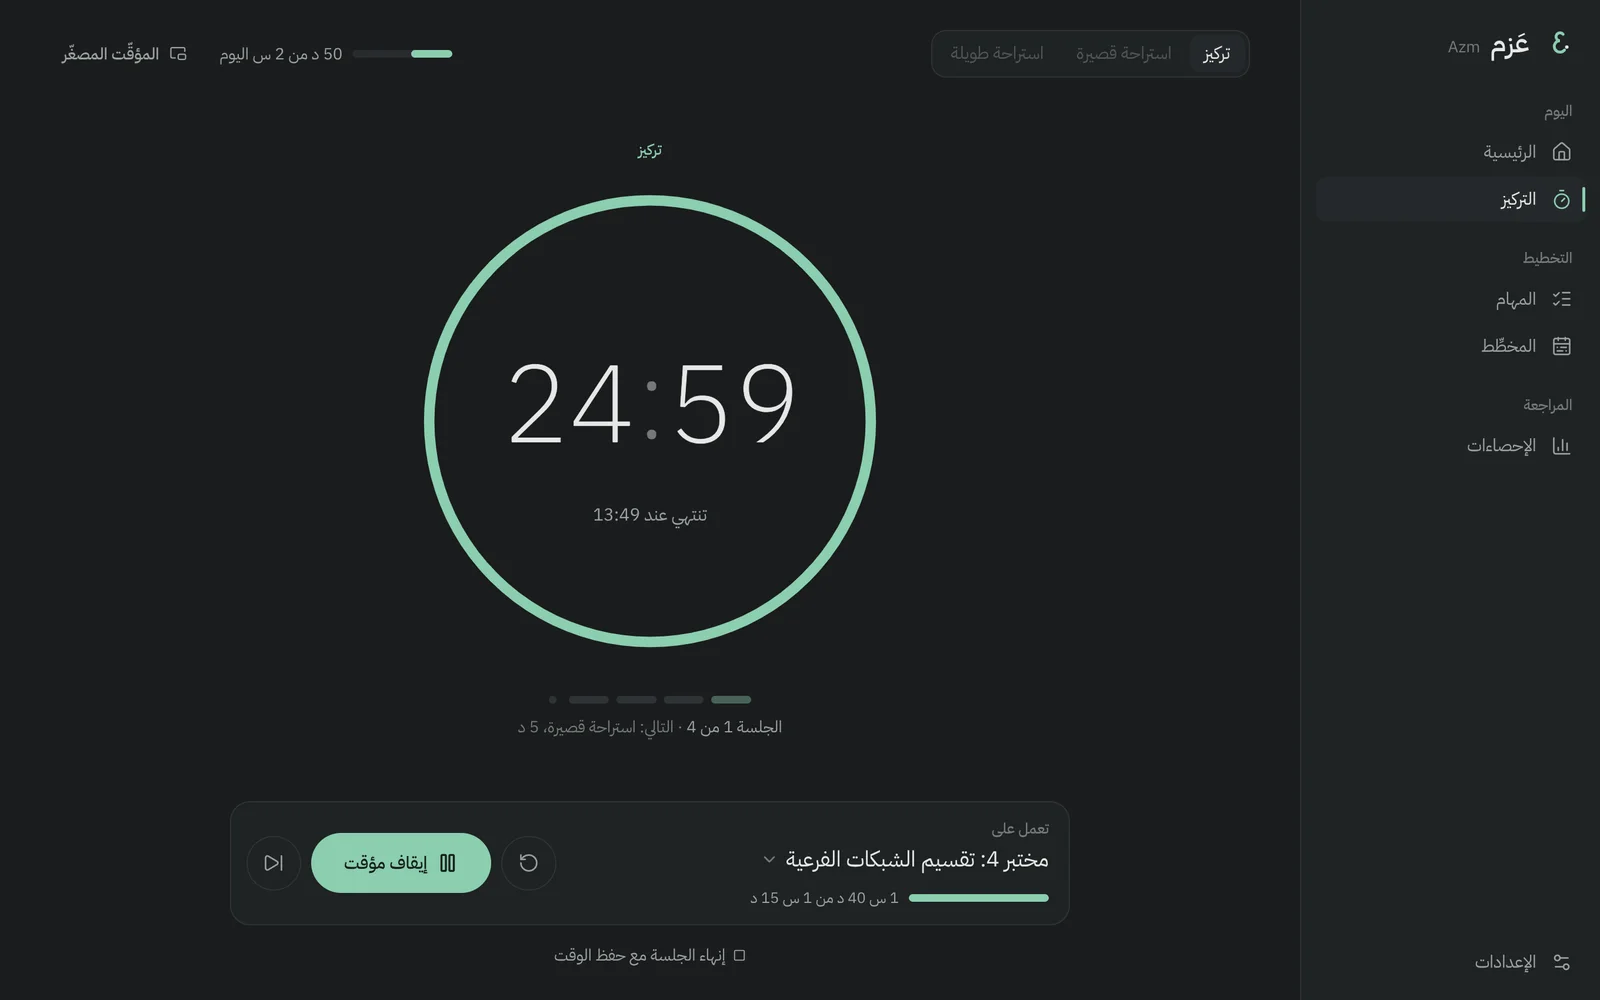 عَزم Azm
اليوم
الرئيسية
التركيز
التخطيط
المهام
المخطِّط
المراجعة
الإحصاءات
الإعدادات
تركيز
استراحة قصيرة
استراحة طويلة
50 د من 2 س اليوم
المؤقّت المصغّر
تركيز
24:59
تنتهي عند 13:49
الجلسة 1 من 4 · التالي: استراحة قصيرة، 5 د
تعمل على
مختبر 4: تقسيم الشبكات الفرعية
1 س 40 د من 1 س 15 د
إيقاف مؤقت
إنهاء الجلسة مع حفظ الوقت